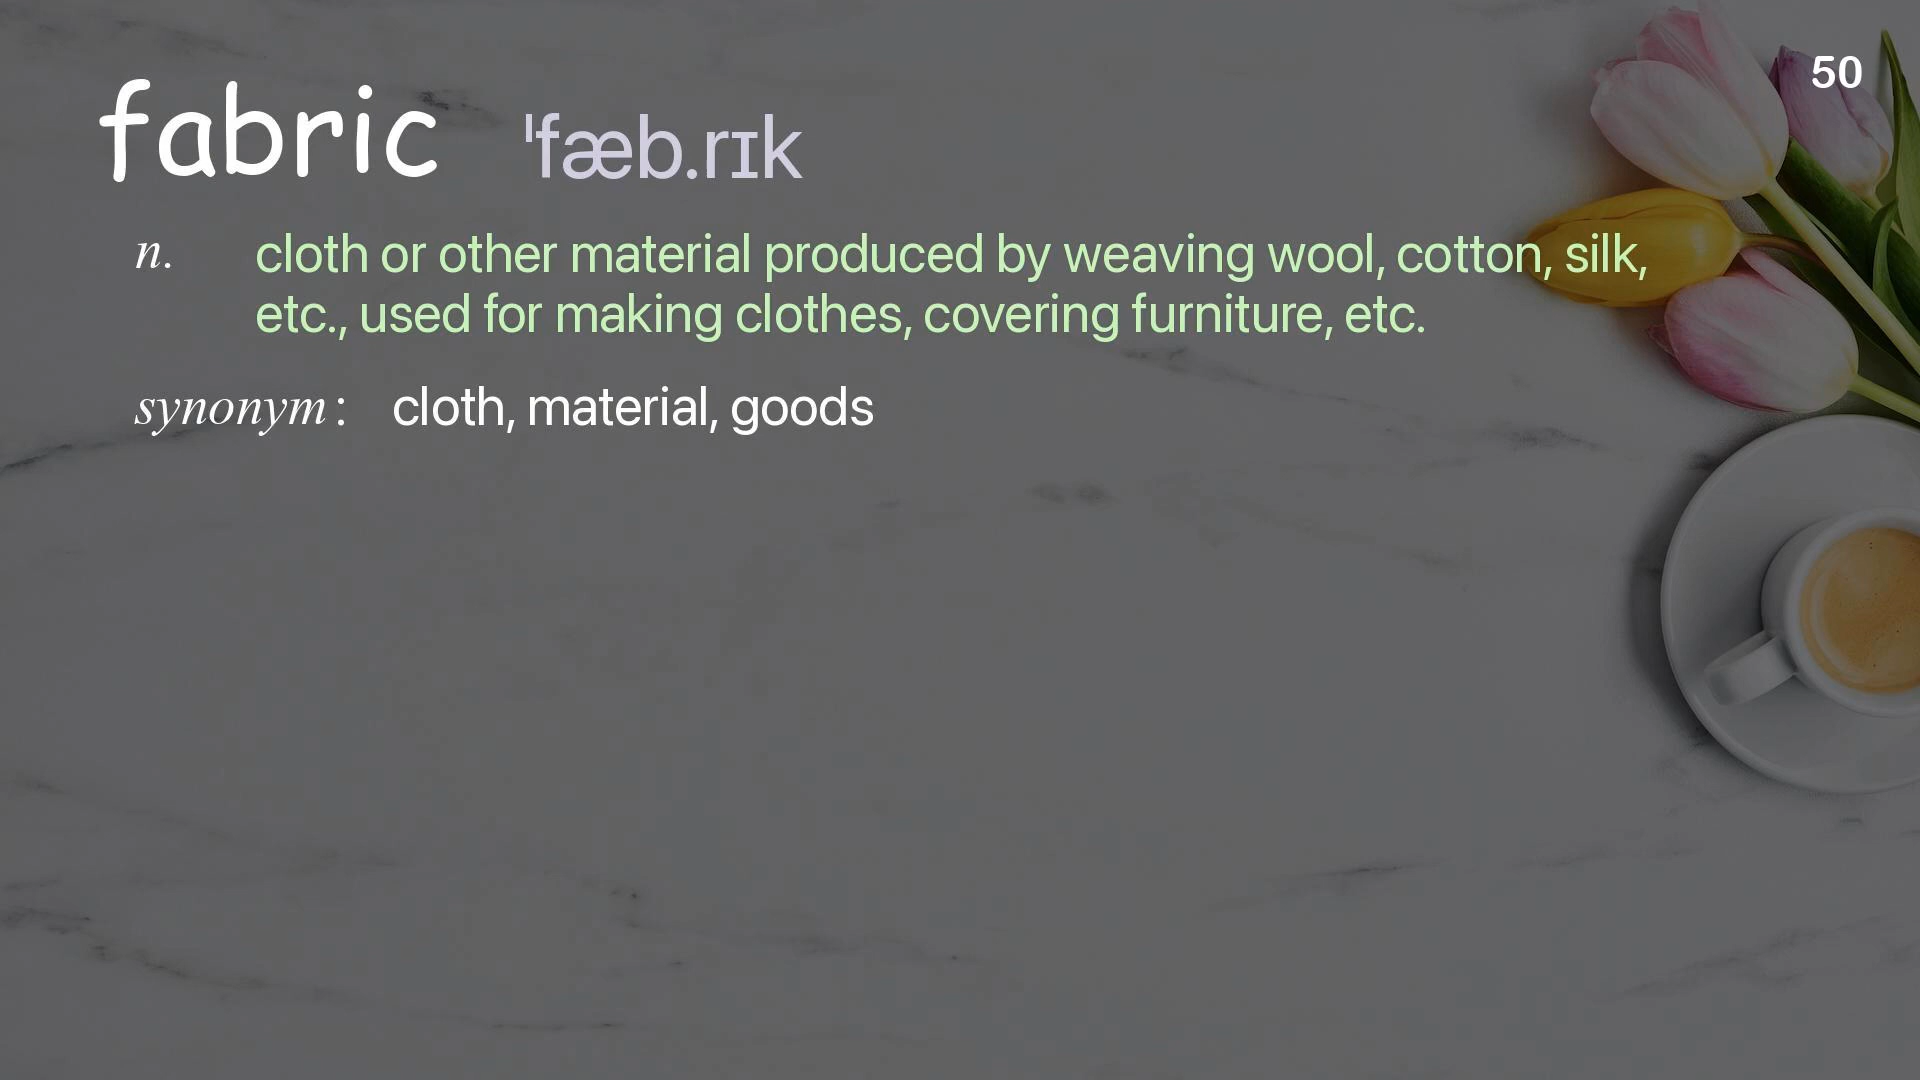 fabric ˈfæb.rɪk
50
n. cloth or other material produced by weaving wool, cotton, silk,
etc., used for making clothes, covering furniture, etc.
synonym: cloth, material, goods